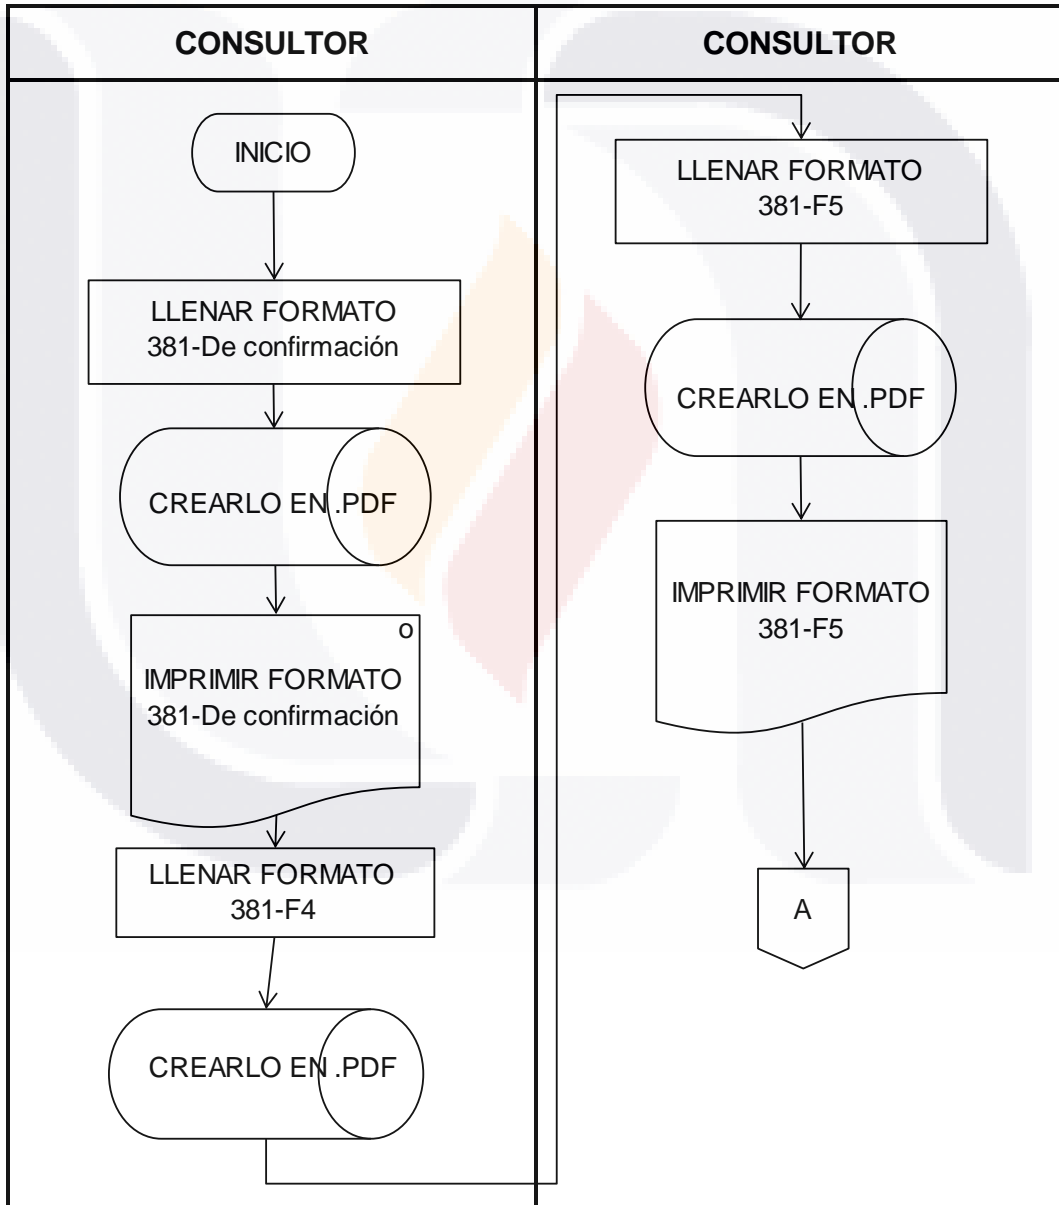 CONSULTOR
INICIO
LLENAR FORMATO
381-De confirmación
CREARLO EN .PDF
o
IMPRIMIR FORMATO
381-De confirmación
LLENAR FORMATO
381-F4
CREARLO EN .PDF
CONSULTOR
LLENAR FORMATO
381-F5
CREARLO EN .PDF
IMPRIMIR FORMATO
381-F5
A